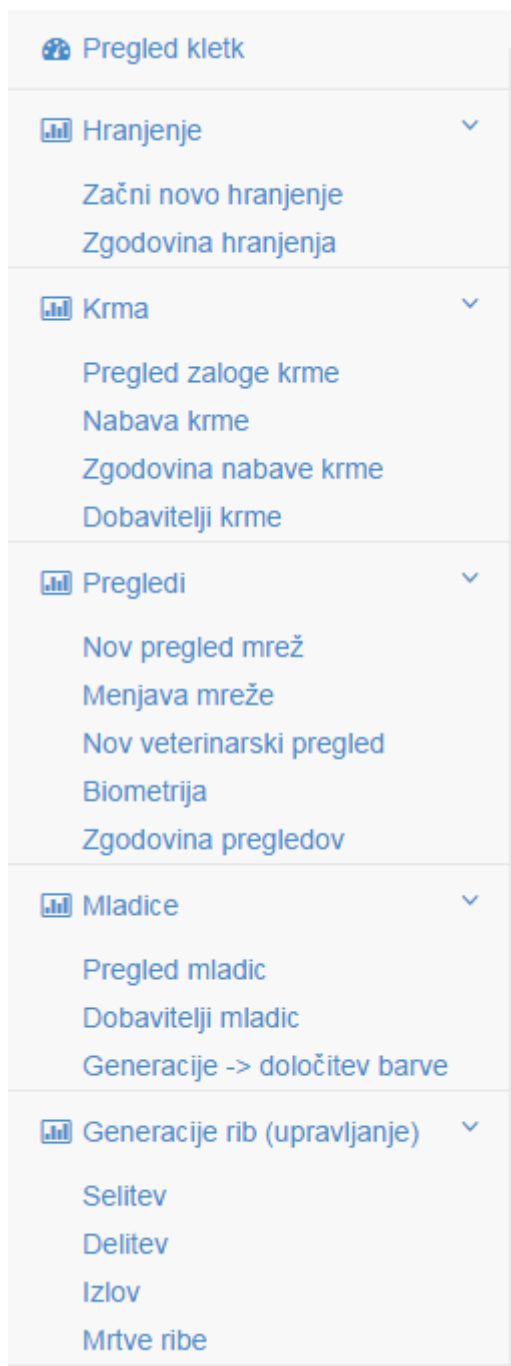 Pregled kletk
Hranjenje
Začni novo hranjenje
Zgodovina hranjenja
Krma
Pregled zaloge krme
Nabava krme
Zgodovina nabave krme
Dobavitelji krme
Pregledi
Nov pregled mrež
Menjava mreže
Nov veterinarski pregled
Biometrija
Zgodovina pregledov
Mladice
Pregled mladic
Dobavitelji mladic
Generacije -> določitev barve
Generacije rib (upravljanje)
Selitev
Delitev
Izlov
Mrtve ribe